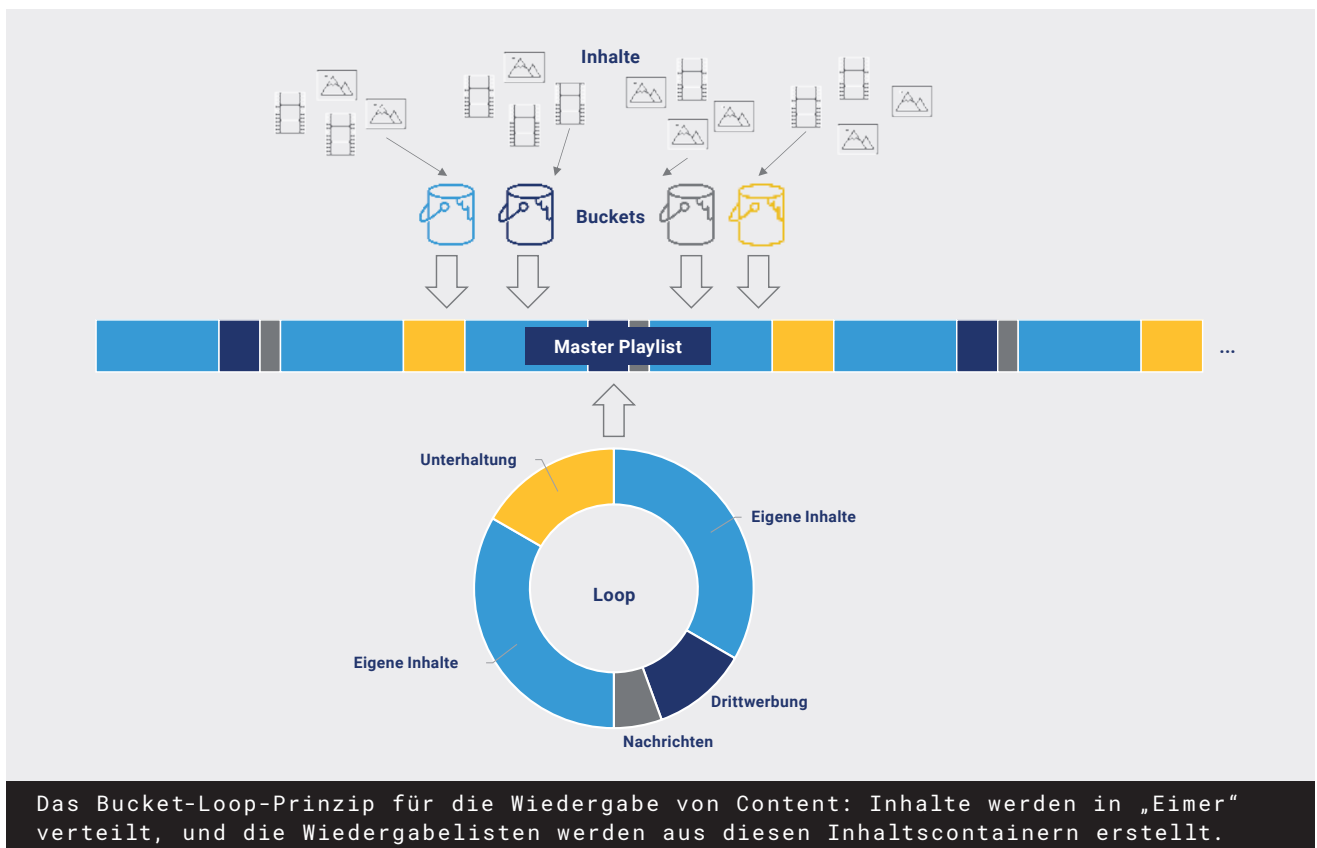 Inhalte
Buckets
Master Playlist
...
Unterhaltung
Eigene Inhalte
Loop
Eigene Inhalte
Drittwerbung
Nachrichten
Das Bucket-Loop-Prinzip für die Wiedergabe von Content: Inhalte werden in „Eimer“
verteilt, und die Wiedergabelisten werden aus diesen Inhaltscontainern erstellt.